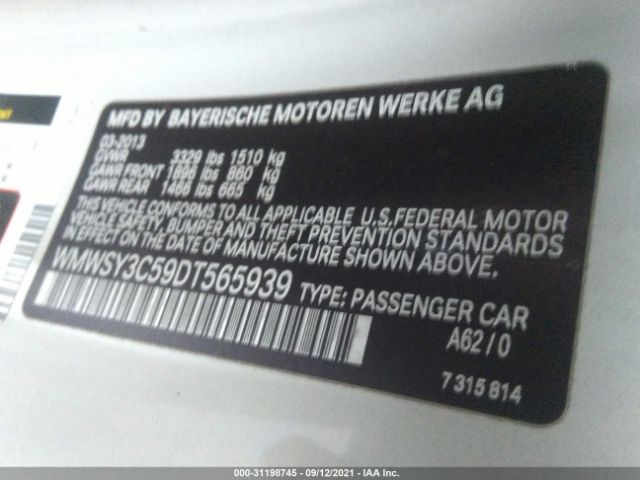 MFD BY BAYERISCHE MOTOREN WERKE AG
03-2013
GVWR 3329 lbs 1510 kg
GAWR FRONT 1896 lbs 860 kg
GAWR REAR 1466 lbs 665 kg
THIS VEHICLE CONFORMS TO ALL APPLICABLE U.S.FEDERAL MOTOR
VEHICLE SAFETY, BUMPER AND THEFT PREVENTION STANDARDS
IN EFFECT ON THE DATE OF MANUFACTURE SHOWN ABOVE.
WMWSY3C59DT565939 TYPE: PASSENGER CAR
A62/0
7 315 814
000-31198745 - 09/12/2021 - IAA Inc.